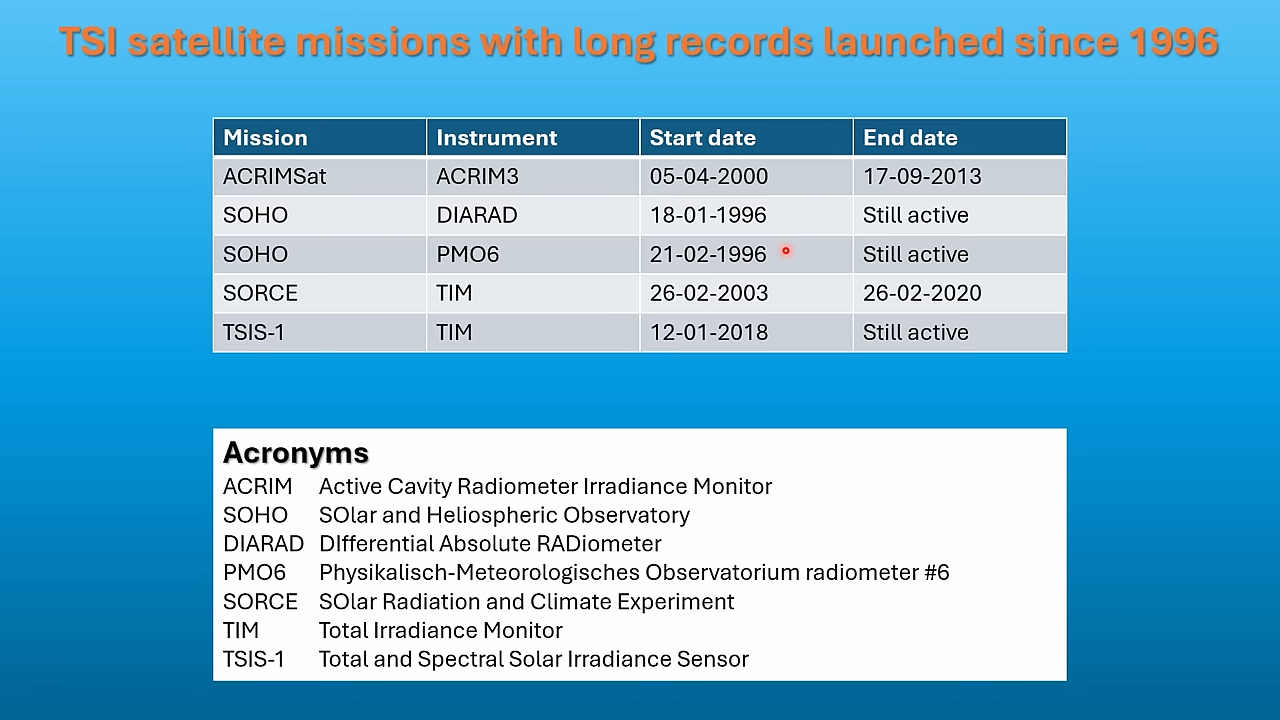 TSI satellite missions with long records launched since 1996
Mission Instrument Start date End date
ACRIMSat ACRIM3 05-04-2000 17-09-2013
SOHO DIARAD 18-01-1996 Still active
SOHO PMO6 21-02-1996 Still active
SORCE TIM 26-02-2003 26-02-2020
TSIS-1 TIM 12-01-2018 Still active
Acronyms
ACRIM Active Cavity Radiometer Irradiance Monitor
SOHO SOlar and Heliospheric Observatory
DIARAD DIfferential Absolute RADiometer
PMO6 Physikalisch-Meteorologisches Observatorium radiometer #6
SORCE SOlar Radiation and Climate Experiment
TIM Total Irradiance Monitor
TSIS-1 Total and Spectral Solar Irradiance Sensor